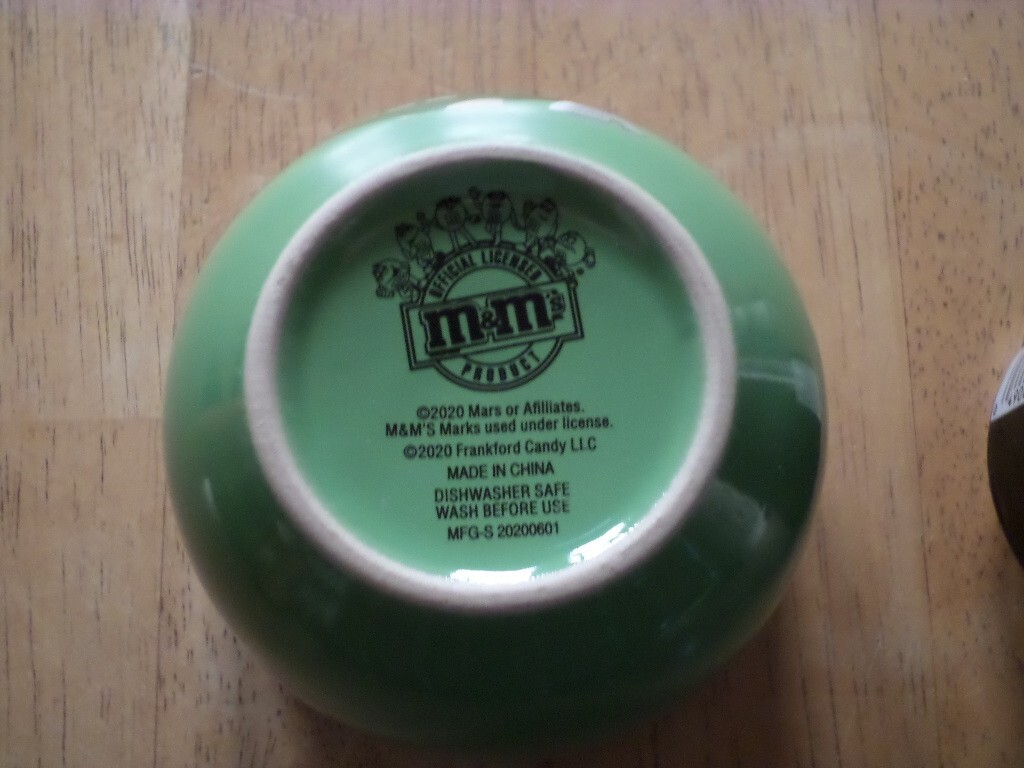 OFFICIAL LICENSED
m&m's
PRODUCT
©2020 Mars or Afilliates.
M&M'S Marks used under license.
©2020 Frankford Candy LLC
MADE IN CHINA
DISHWASHER SAFE
WASH BEFORE USE
MFG-S 20200601